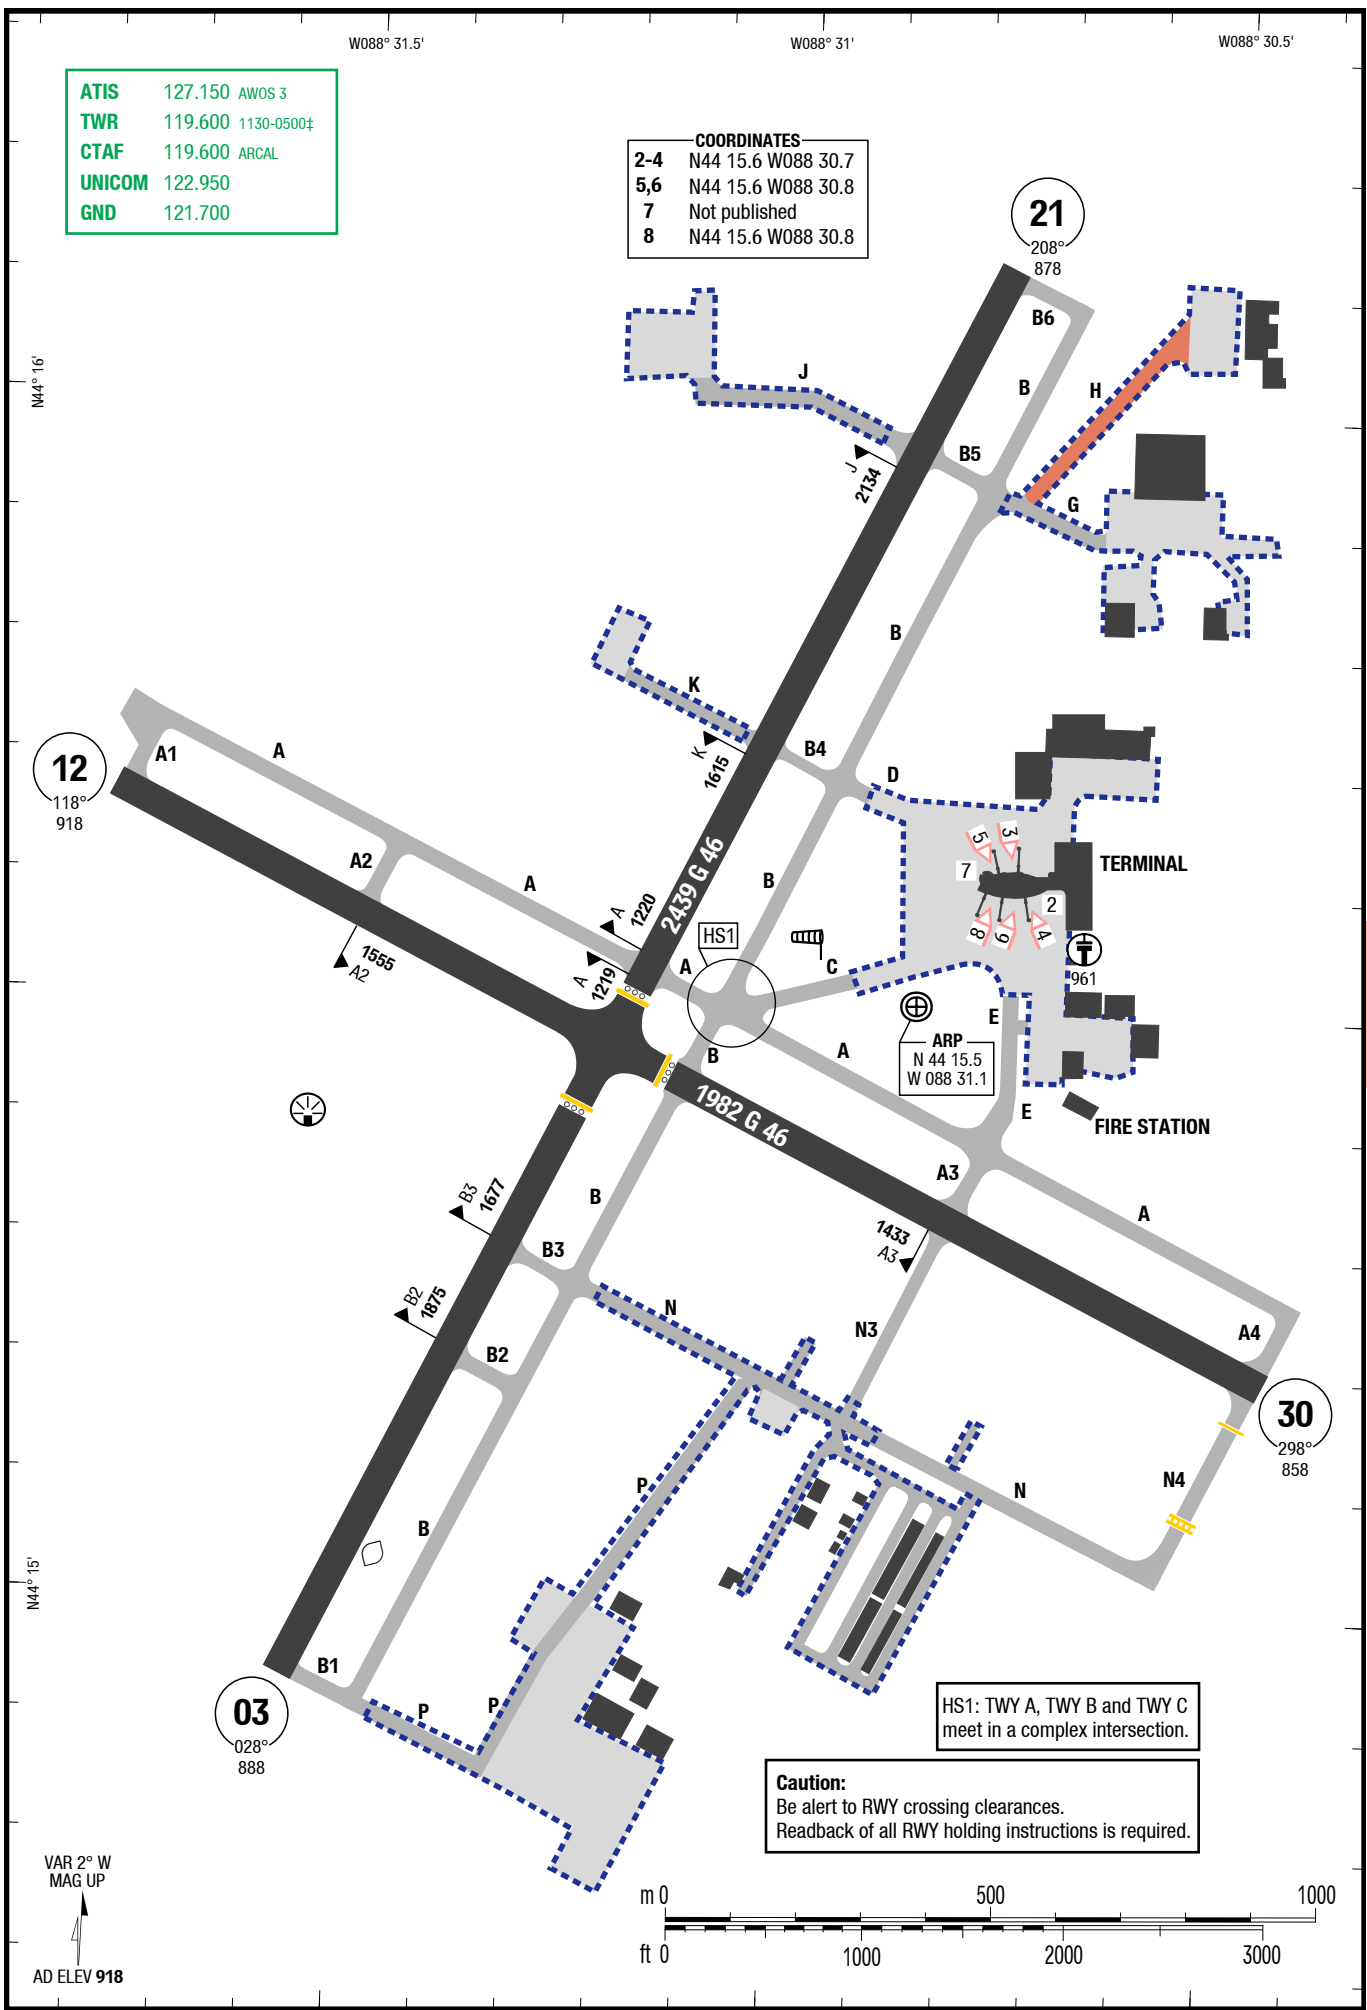 W088° 31.5'
W088° 31'
W088° 30.5'
ATIS 127.150 AWOS 3
TWR 119.600 1130-0500‡
CTAF 119.600 ARCAL
UNICOM 122.950
GND 121.700
COORDINATES
2-4 N44 15.6 W088 30.7
5,6 N44 15.6 W088 30.8
7 Not published
8 N44 15.6 W088 30.8
21
208°
878
B6
N44° 16'
J
B
H
B5
J
2134
G
B
K
B4
K
1615
D
A1
A
12
118°
918
2439 G 46
A2
A
B
5
3
7
TERMINAL
2
A
1220
HS1
8
6
4
A
1219
A
C
961
1555
A2
E
B
A
ARP
N 44 15.5
W 088 31.1
1982 G 46
E
FIRE STATION
A3
B3
1677
B
A
1433
A3
B3
B2
1875
N
N3
A4
B2
30
298°
858
P
N
N4
B
N44° 15'
B1
P
P
03
028°
888
HS1: TWY A, TWY B and TWY C
meet in a complex intersection.
Caution:
Be alert to RWY crossing clearances.
Readback of all RWY holding instructions is required.
VAR 2° W
MAG UP
AD ELEV 918
m 0 500 1000
ft 0 1000 2000 3000